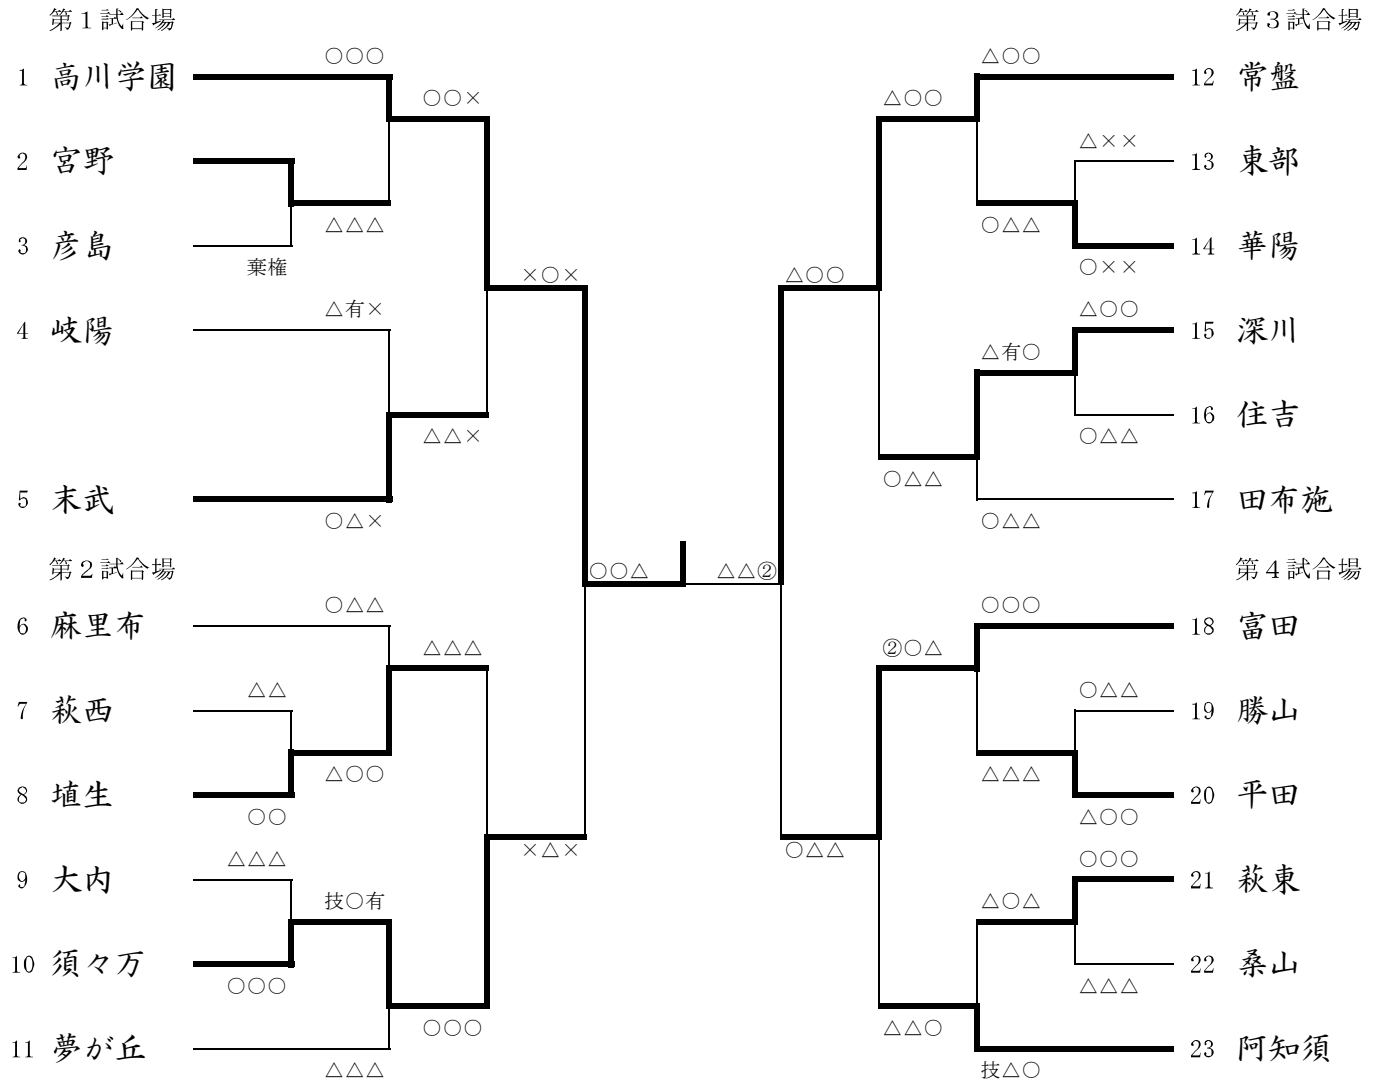 第１試合場
○○○
1 高川学園
○○×
2 宮野
△△△
3 彦島
棄権
×○×
△有×
4 岐陽
△△×
5 末武
○△×
○○△
第２試合場
○△△
6 麻里布
△△△
△△
7 萩西
△○○
8 埴生
○○
×△×
△△△
9 大内
技○有
10 須々万
○○○
○○○
11 夢が丘
△△△
第３試合場
△○○
12 常盤
△○○
△××
13 東部
○△△
14 華陽
○××
△○○
△○○
15 深川
△有○
16 住吉
○△△
○△△
17 田布施
○△△
△△②
第４試合場
○○○
18 富田
②○△
○△△
19 勝山
△△△
20 平田
△○○
○△△
○○○
21 萩東
△○△
22 桑山
△△△
△△○
23 阿知須
技△○